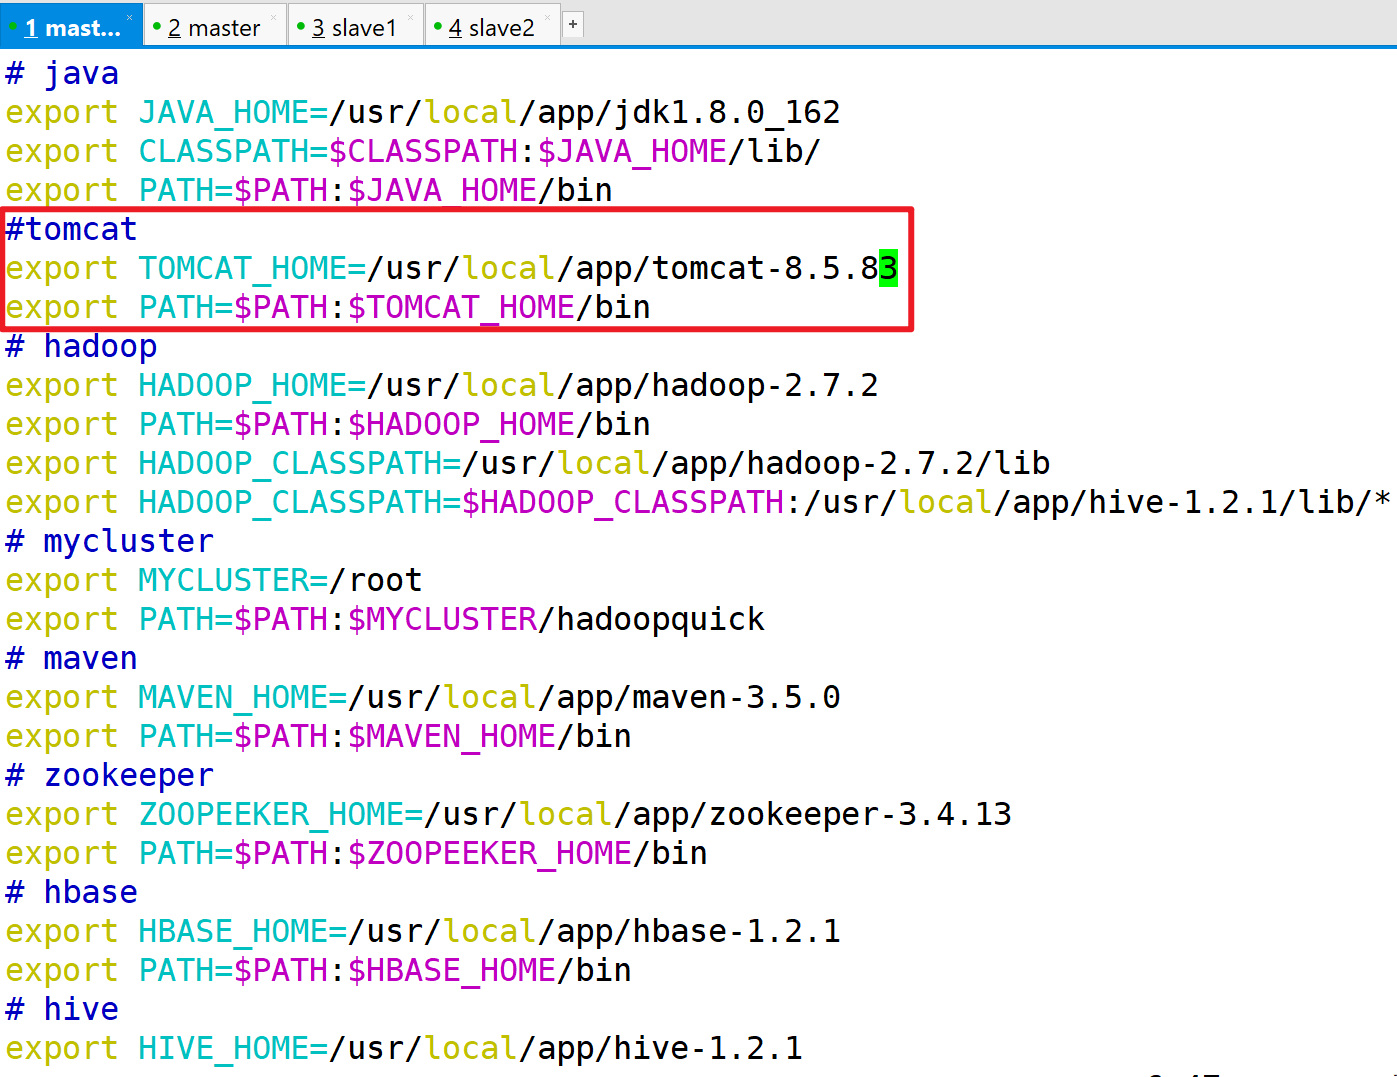 1 mast... × 2 master × 3 slave1 × 4 slave2 × +
# java
export JAVA_HOME=/usr/local/app/jdk1.8.0_162
export CLASSPATH=$CLASSPATH:$JAVA_HOME/lib/
export PATH=$PATH:$JAVA_HOME/bin
#tomcat
export TOMCAT_HOME=/usr/local/app/tomcat-8.5.83
export PATH=$PATH:$TOMCAT_HOME/bin
# hadoop
export HADOOP_HOME=/usr/local/app/hadoop-2.7.2
export PATH=$PATH:$HADOOP_HOME/bin
export HADOOP_CLASSPATH=/usr/local/app/hadoop-2.7.2/lib
export HADOOP_CLASSPATH=$HADOOP_CLASSPATH:/usr/local/app/hive-1.2.1/lib/*
# mycluster
export MYCLUSTER=/root
export PATH=$PATH:$MYCLUSTER/hadoopquick
# maven
export MAVEN_HOME=/usr/local/app/maven-3.5.0
export PATH=$PATH:$MAVEN_HOME/bin
# zookeeper
export ZOOPEEKER_HOME=/usr/local/app/zookeeper-3.4.13
export PATH=$PATH:$ZOOPEEKER_HOME/bin
# hbase
export HBASE_HOME=/usr/local/app/hbase-1.2.1
export PATH=$PATH:$HBASE_HOME/bin
# hive
export HIVE_HOME=/usr/local/app/hive-1.2.1